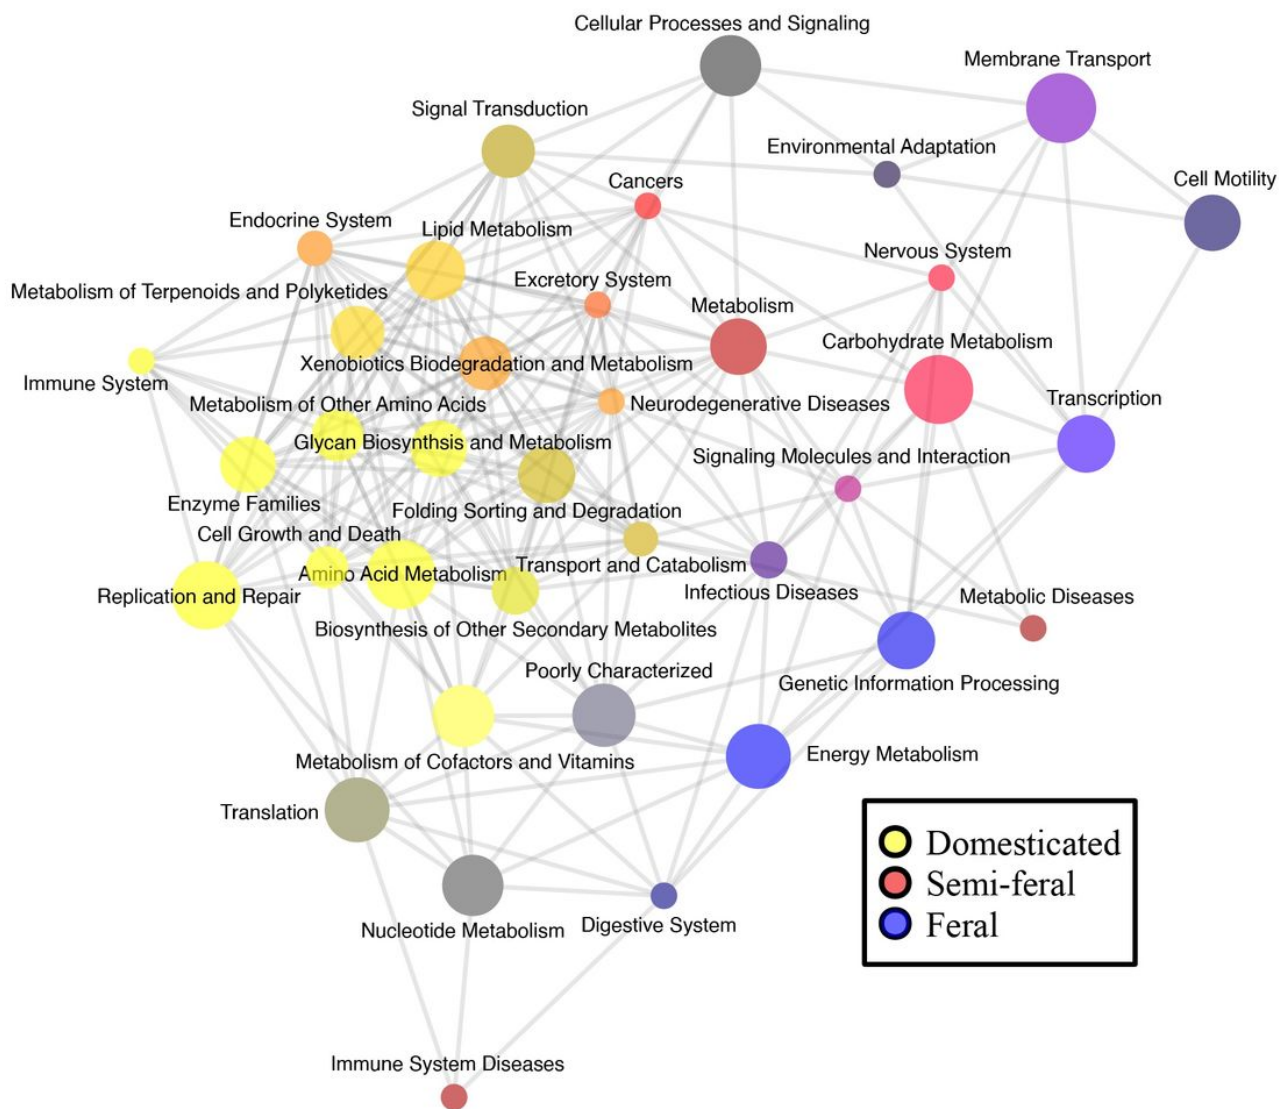 Cellular Processes and Signaling
Membrane Transport
Signal Transduction
Environmental Adaptation
Cancers
Cell Motility
Endocrine System
Lipid Metabolism
Nervous System
Excretory System
Metabolism of Terpenoids and Polyketides
Metabolism
Carbohydrate Metabolism
Xenobiotics Biodegradation and Metabolism
Immune System
Metabolism of Other Amino Acids
Neurodegenerative Diseases
Transcription
Glycan Biosynthsis and Metabolism
Signaling Molecules and Interaction
Enzyme Families
Folding Sorting and Degradation
Cell Growth and Death
Transport and Catabolism
Amino Acid Metabolism
Infectious Diseases
Replication and Repair
Metabolic Diseases
Biosynthesis of Other Secondary Metabolites
Poorly Characterized
Genetic Information Processing
Energy Metabolism
Metabolism of Cofactors and Vitamins
Translation
Domesticated
Semi-feral
Feral
Digestive System
Nucleotide Metabolism
Immune System Diseases